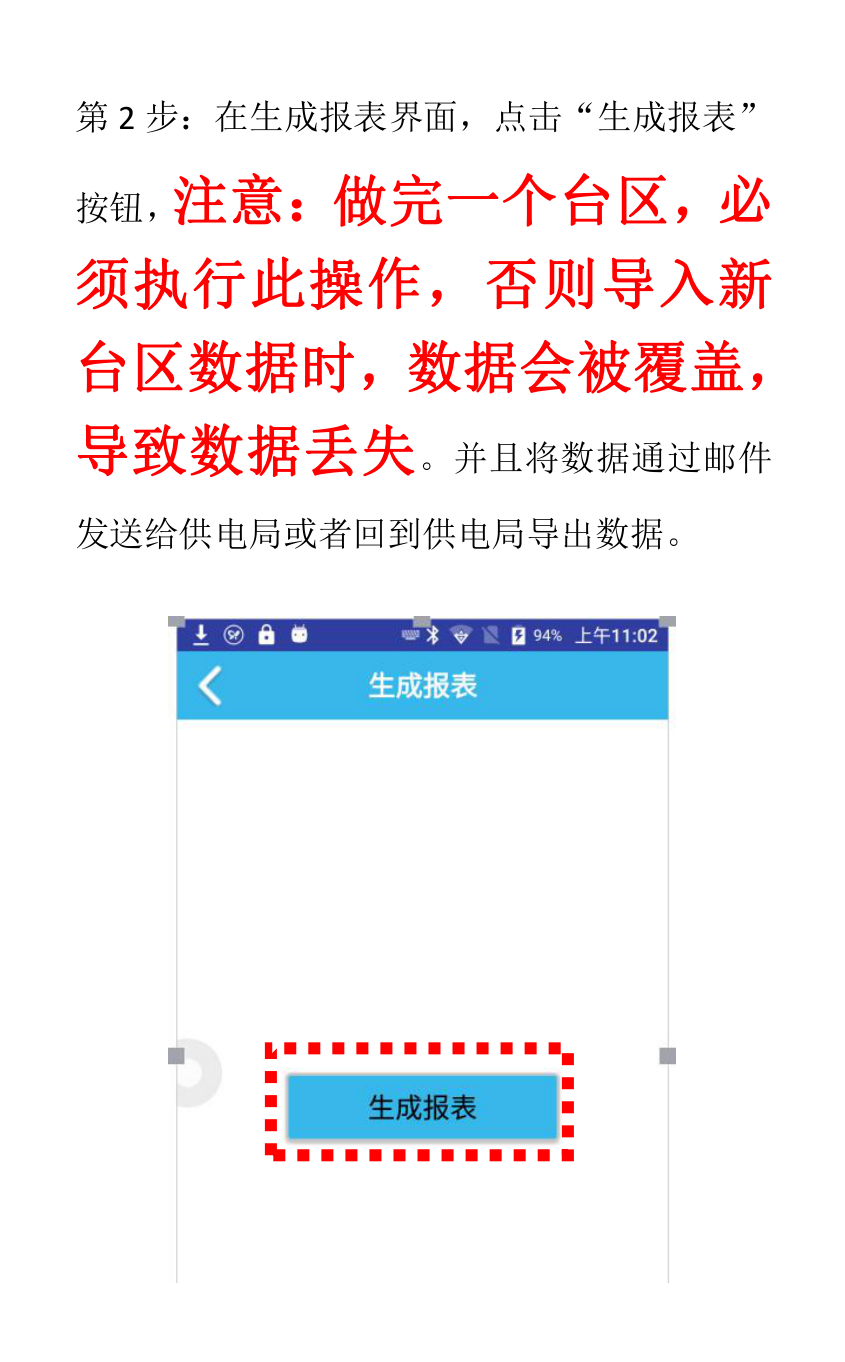 第 2 步：在生成报表界面，点击“生成报表”
按钮，注意：做完一个台区，必
须执行此操作，否则导入新
台区数据时，数据会被覆盖，
导致数据丢失。并且将数据通过邮件
发送给供电局或者回到供电局导出数据。
94% 上午11:02
生成报表
生成报表